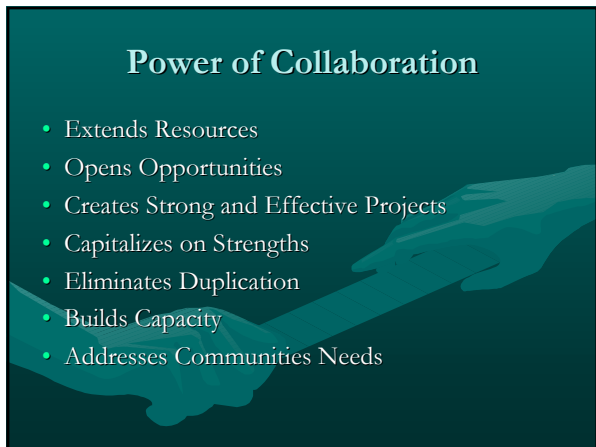 Power of Collaboration
• Extends Resources
• Opens Opportunities
• Creates Strong and Effective Projects
• Capitalizes on Strengths
• Eliminates Duplication
• Builds Capacity
• Addresses Communities Needs